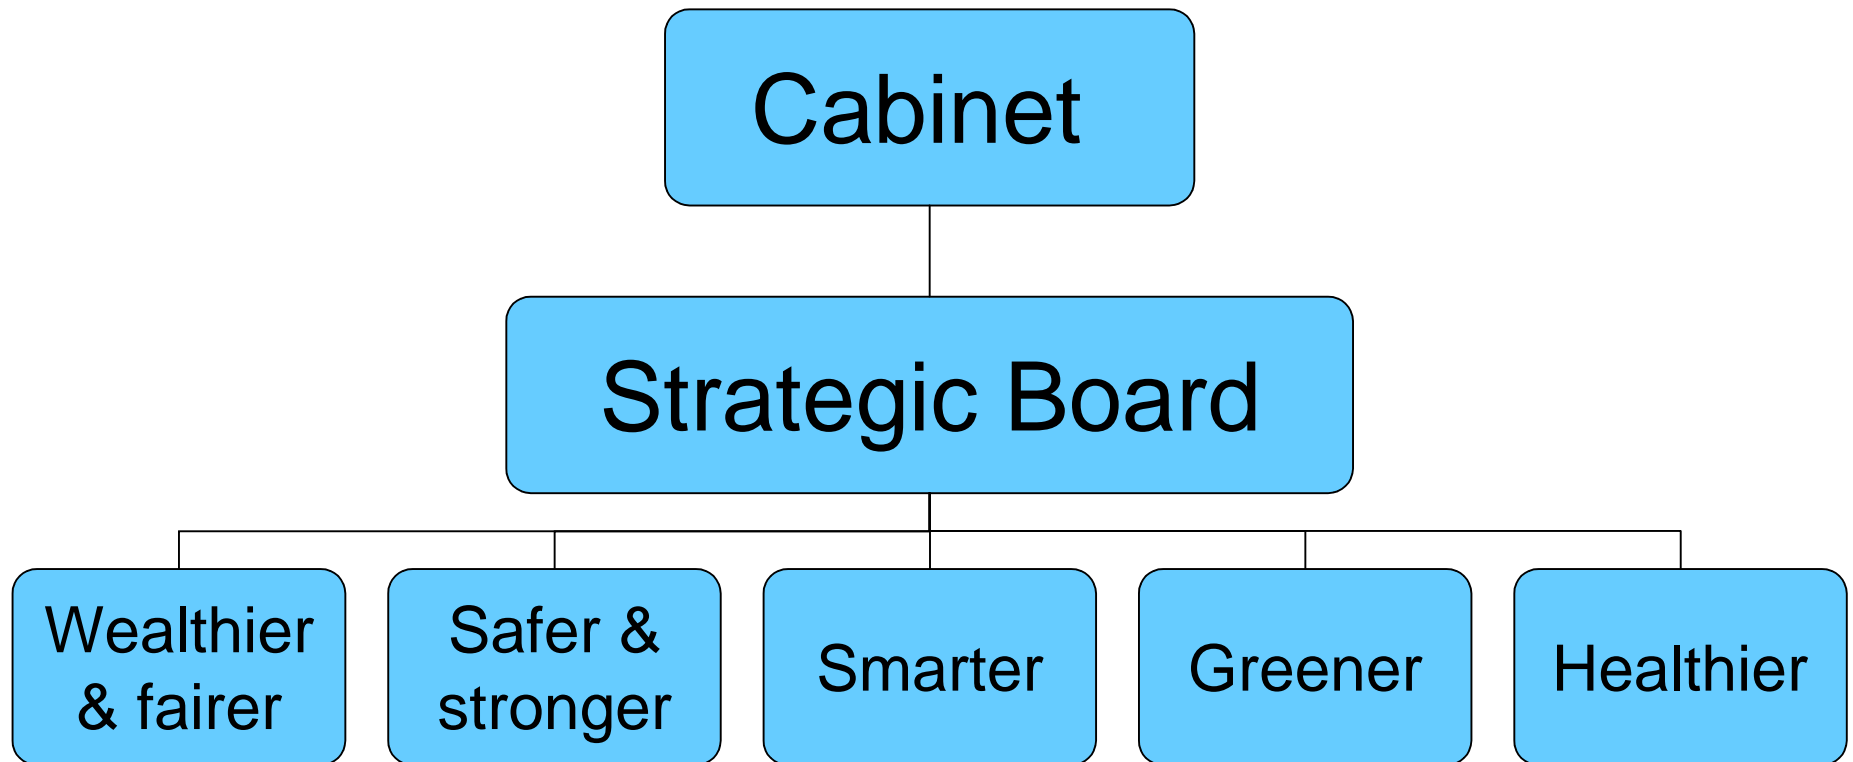 Cabinet
Strategic Board
Wealthier
& fairer
Safer &
stronger
Smarter
Greener
Healthier